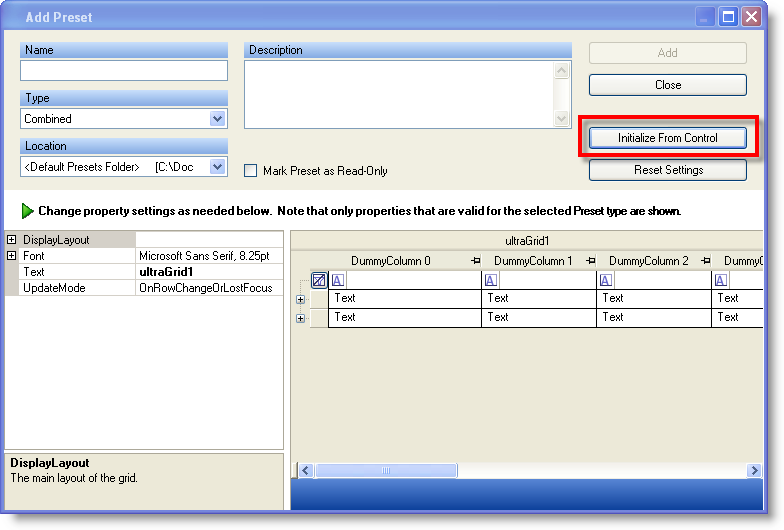 Add Preset
Name
Description
Add
Close
Type
Combined
Initialize From Control
Location
<Default Presets Folder> [C:\Doc
Mark Preset as Read-Only
Reset Settings
Change property settings as needed below. Note that only properties that are valid for the selected Preset type are shown.
DisplayLayout
Font Microsoft Sans Serif, 8.25pt
Text ultraGrid1
UpdateMode OnRowChangeOrLostFocus
ultraGrid1
DummyColumn 0 DummyColumn 1 DummyColumn 2 DummyC
A A A A
Text Text Text Text
Text Text Text Text
DisplayLayout
The main layout of the grid.